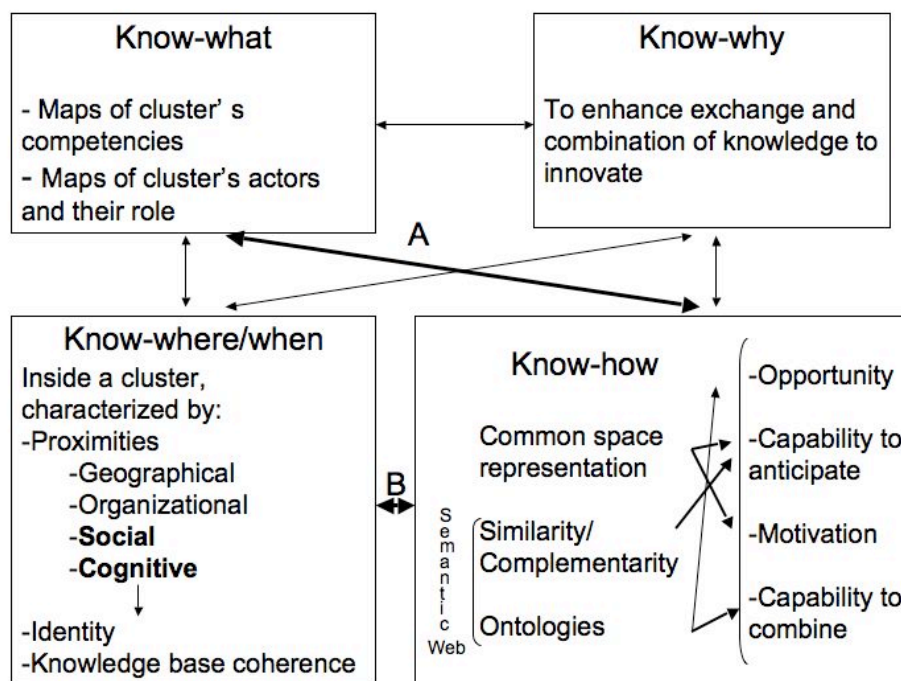 Know-what
- Maps of cluster’ s
competencies
- Maps of cluster’s actors
and their role
Know-why
To enhance exchange and
combination of knowledge to
innovate
A
Know-where/when
Inside a cluster,
characterized by:
-Proximities
-Geographical
-Organizational
-Social
-Cognitive
-Identity
-Knowledge base coherence
B
Know-how
Common space
representation
Semantic
Web
Similarity/
Complementarity
Ontologies
-Opportunity
-Capability to
anticipate
-Motivation
-Capability to
combine